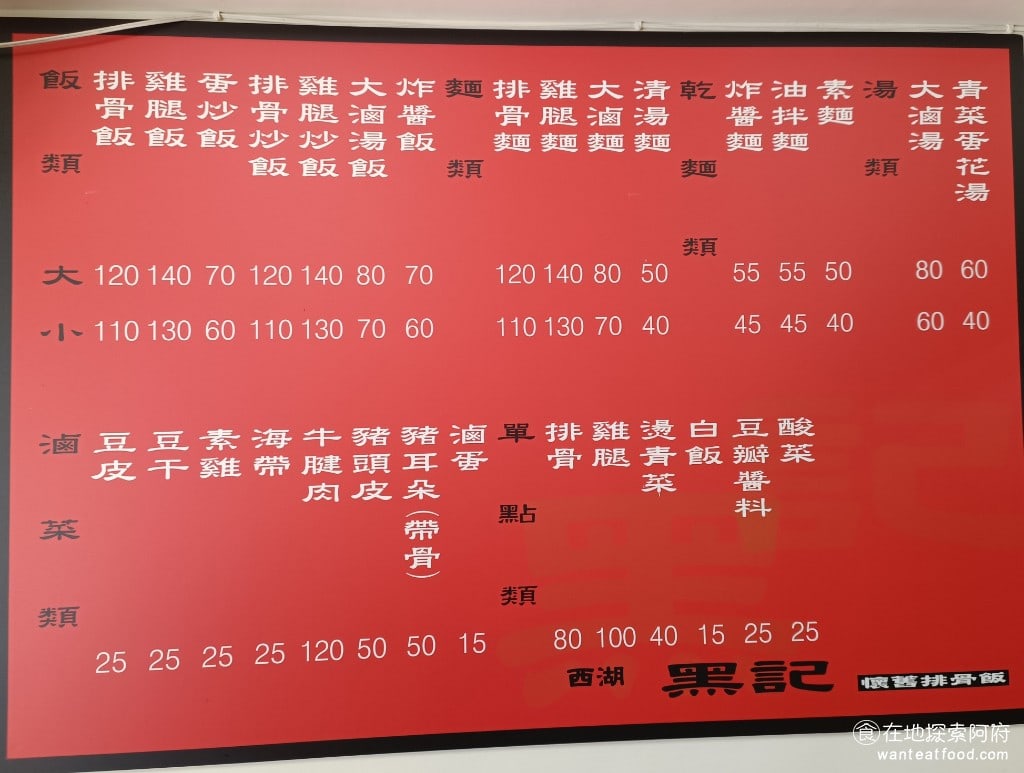 飯類
排骨飯
雞腿飯
蛋炒飯
排骨炒飯
雞腿炒飯
大滷湯飯
炸醬飯
麵類
排骨麵
雞腿麵
大滷麵
清湯麵
乾麵類
炸醬麵
油拌麵
素麵
湯類
大滷湯
青菜蛋花湯
大 120 140 70 120 140 80 70 120 140 80 50 55 55 50 80 60
小 110 130 60 110 130 70 60 110 130 70 40 45 45 40 60 40
滷菜類
豆皮
豆干
素雞
海帶
牛腱肉
豬頭皮
豬耳朵(帶骨)
滷蛋
單點類
排骨
雞腿
燙青菜
白飯
豆瓣醬料
酸菜
25 25 25 25 120 50 50 15 80 100 40 15 25 25
西湖 黑記 懷舊排骨飯
食在地探索阿府
wanteatfood.com